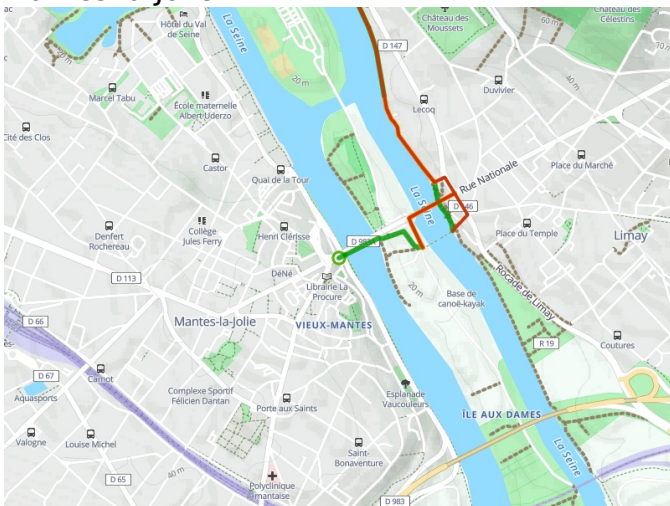 Hôtel du Val
de Seine
La Seine
Château des
Moussets
Château des
Célestins
60 m
70 m
D 147
20 m
40 m
Marcel Tabu
École maternelle
Albert Uderzo
Lecoq
Duvivier
Cité des Clos
Castor
Quai de la Tour
Rue Nationale
Place du Marché
La Seine
Collège
Jules Ferry
Henri Clérisse
Denfert
Rochereau
Place du Temple
Limay
DéNé
D 113
Librairie La
Procure
20 m
Rocade de Limay
Base de
canoë-kayak
Mantes-la-Jolie
VIEUX-MANTES
D 66
R 19
Coutures
D 67
Carnot
Aquasports
Complexe Sportif
Félicien Dantan
Porte aux Saints
Esplanade
Vaucouleurs
ÎLE AUX DAMES
Valogne
Louise Michel
Saint-
Bonaventure
La Seine
40 m
D 65
Polyclinique
D 983